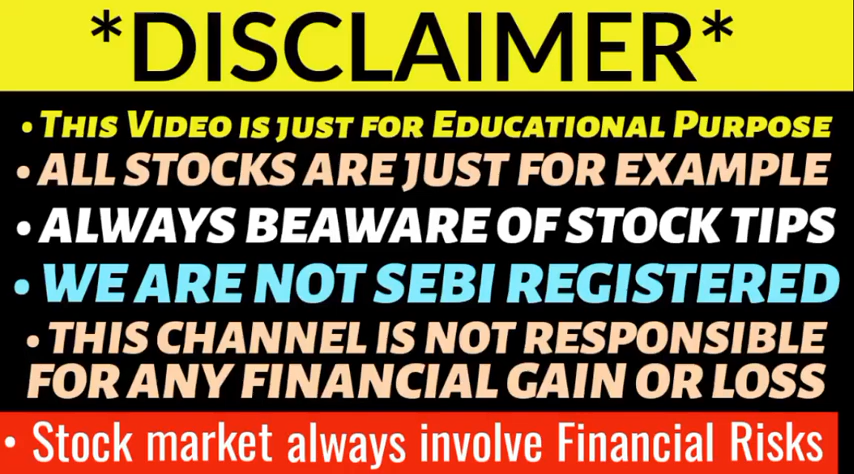 *DISCLAIMER*
• THIS VIDEO IS JUST FOR EDUCATIONAL PURPOSE
• ALL STOCKS ARE JUST FOR EXAMPLE
• ALWAYS BEAWARE OF STOCK TIPS
• WE ARE NOT SEBI REGISTERED
• THIS CHANNEL IS NOT RESPONSIBLE
FOR ANY FINANCIAL GAIN OR LOSS
• Stock market always involve Financial Risks